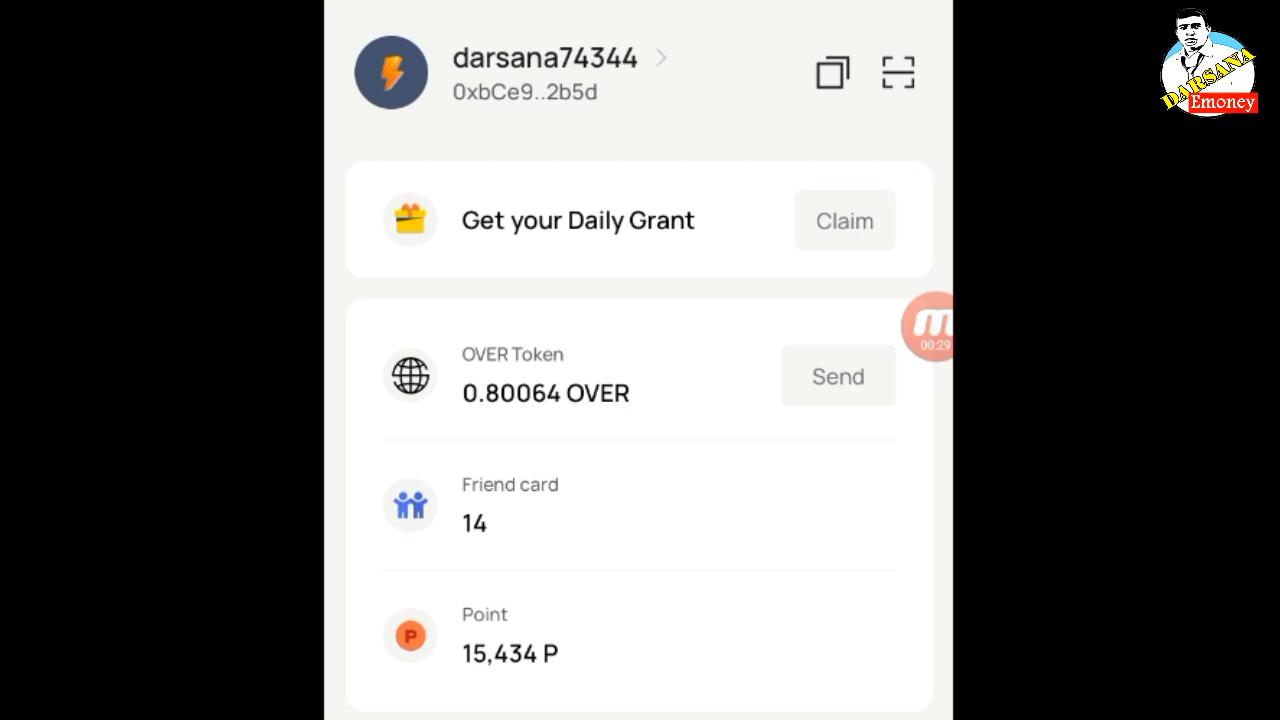 darsana74344
0xbCe9..2b5d
DARSANA
Emoney
Get your Daily Grant
Claim
00:29
OVER Token
0.80064 OVER
Send
Friend card
14
Point
P
15,434 P